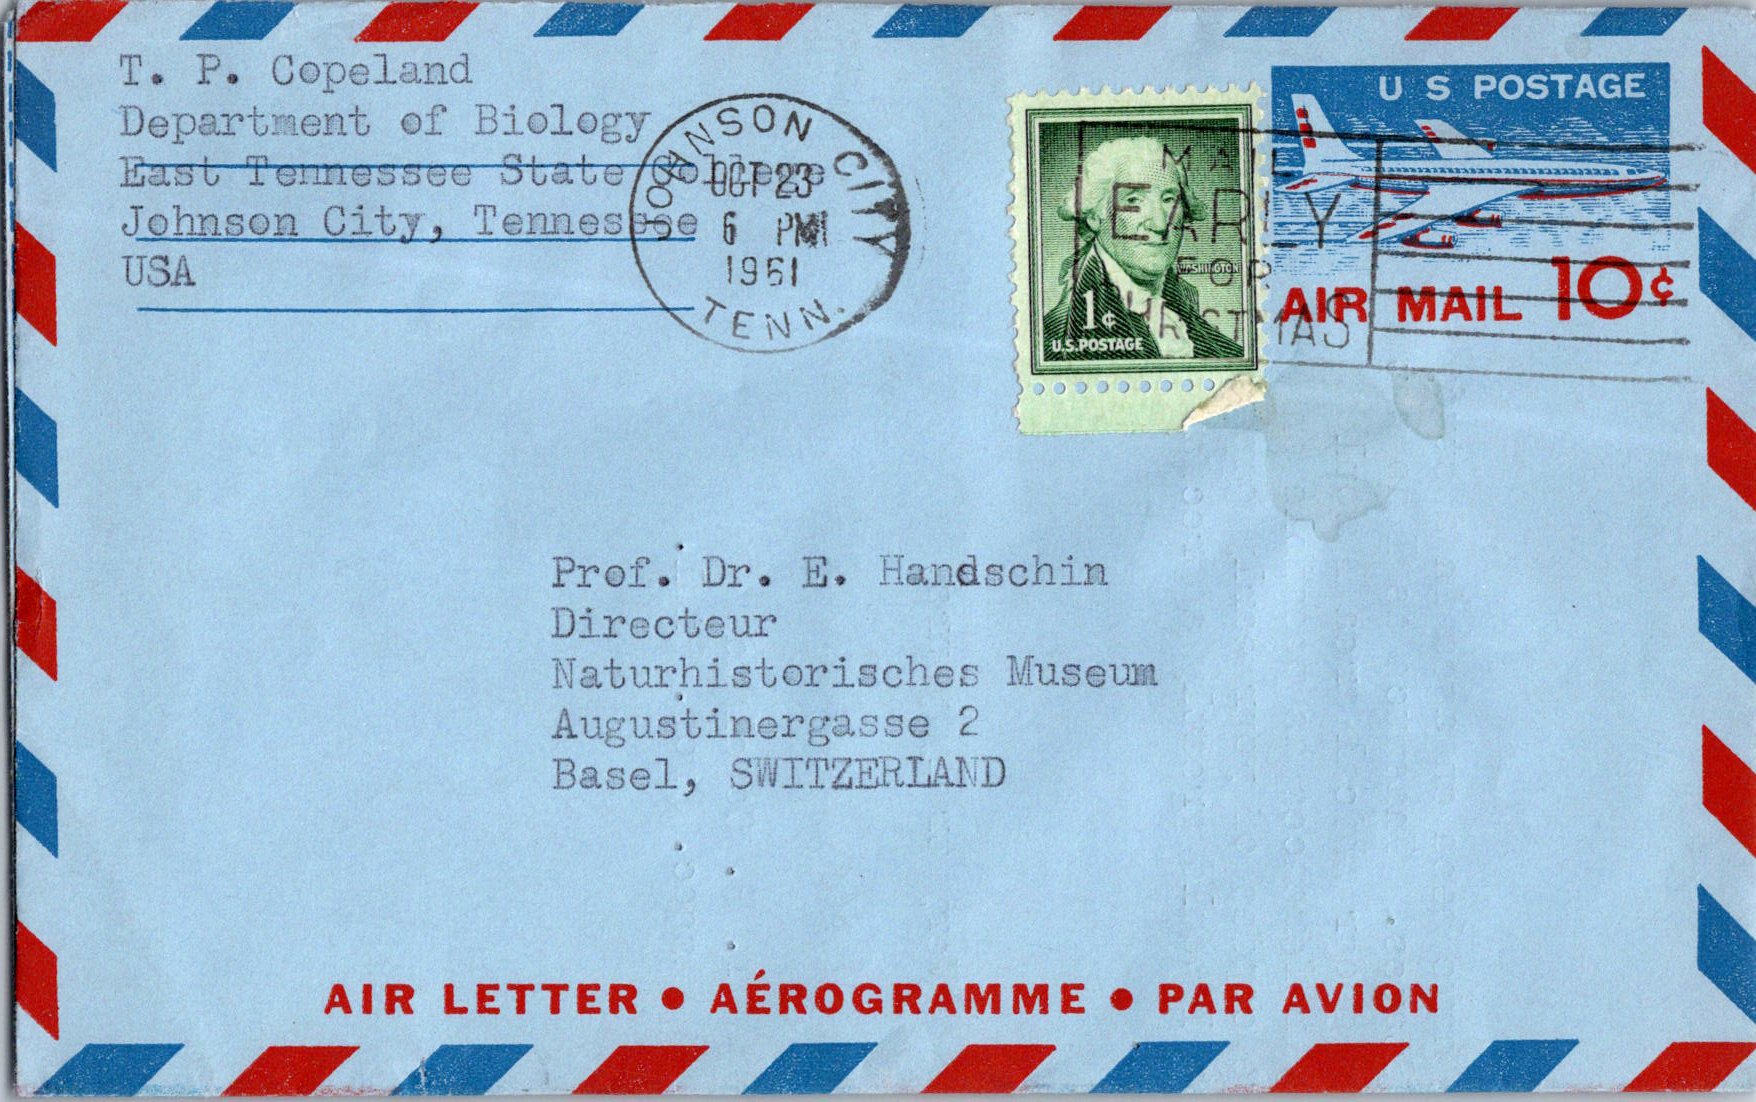 T. P. Copeland
Department of Biology
East Tennessee State College
Johnson City, Tennessee
USA
JOHNSON CITY
OCT 23
6 PM
1961
TENN.
MAIL
EARLY
FOR
CHRISTMAS
WASHINGTON
1¢
U.S.POSTAGE
U S POSTAGE
AIR MAIL 10¢
Prof. Dr. E. Handschin
Directeur
Naturhistorisches Museum
Augustinergasse 2
Basel, SWITZERLAND
AIR LETTER • AÉROGRAMME • PAR AVION